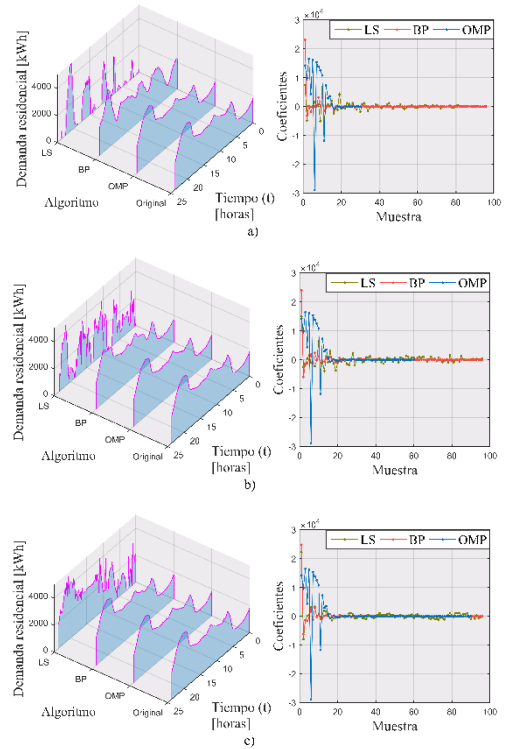 Demanda residencial [kWh]
4000
2000
0
LS
BP
OMP
Original
Algoritmo
25
20
15
10
5
0
Tiempo (t)
[horas]
× 10⁴
LS BP OMP
3
2
1
0
-1
-2
-3
Coeficientes
0 20 40 60 80 100
Muestra
a)
Demanda residencial [kWh]
4000
2000
0
LS
BP
OMP
Original
Algoritmo
25
20
15
10
5
0
Tiempo (t)
[horas]
× 10⁴
LS BP OMP
3
2
1
0
-1
-2
-3
Coeficientes
0 20 40 60 80 100
Muestra
b)
Demanda residencial [kWh]
4000
2000
0
LS
BP
OMP
Original
Algoritmo
25
20
15
10
5
0
Tiempo (t)
[horas]
× 10⁴
LS BP OMP
3
2
1
0
-1
-2
-3
Coeficientes
0 20 40 60 80 100
Muestra
c)